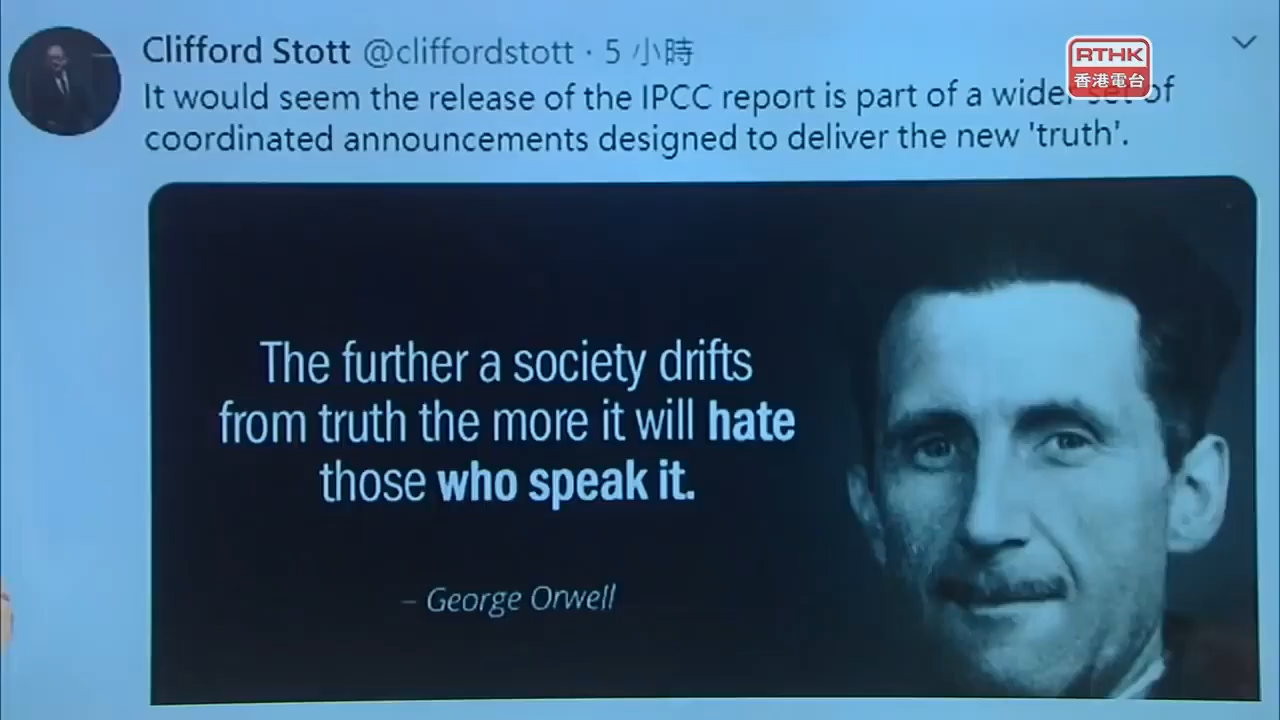 Clifford Stott @cliffordstott · 5 小時
RTHK
香港電台
It would seem the release of the IPCC report is part of a wider set of
coordinated announcements designed to deliver the new 'truth'.
The further a society drifts
from truth the more it will hate
those who speak it.
– George Orwell